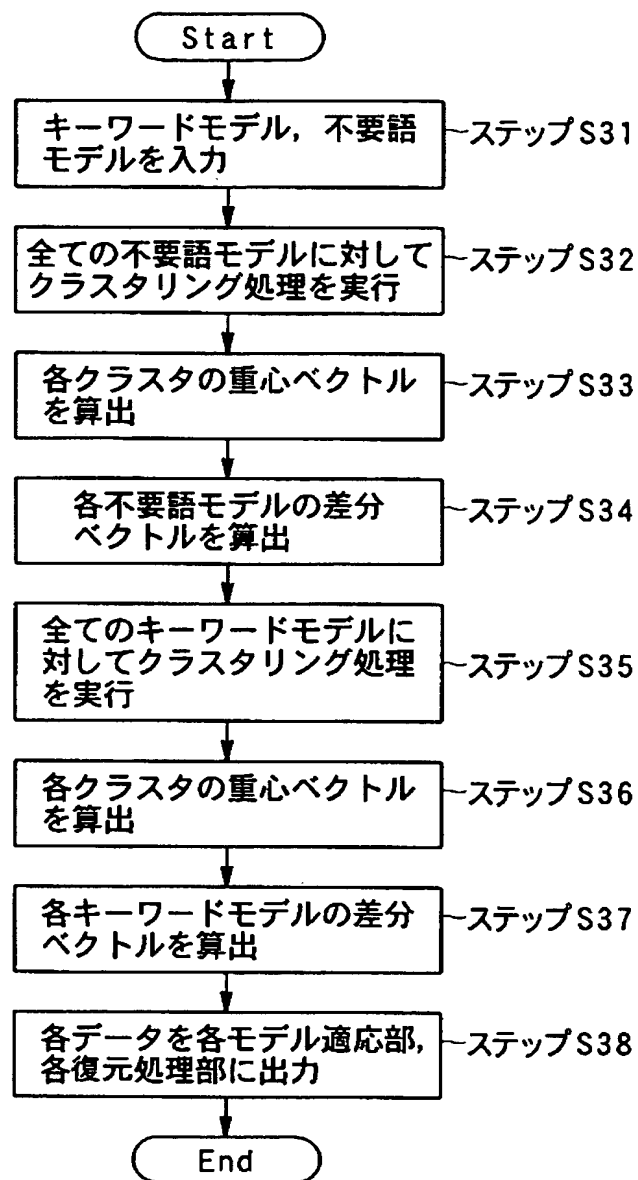 Start
キーワードモデル，不要語 ～ステップS31
モデルを入力
全ての不要語モデルに対して ～ステップS32
クラスタリング処理を実行
各クラスタの重心ベクトル ～ステップS33
を算出
各不要語モデルの差分 ～ステップS34
ベクトルを算出
全てのキーワードモデルに
対してクラスタリング処理 ～ステップS35
を実行
各クラスタの重心ベクトル ～ステップS36
を算出
各キーワードモデルの差分 ～ステップS37
ベクトルを算出
各データを各モデル適応部， ～ステップS38
各復元処理部に出力
End